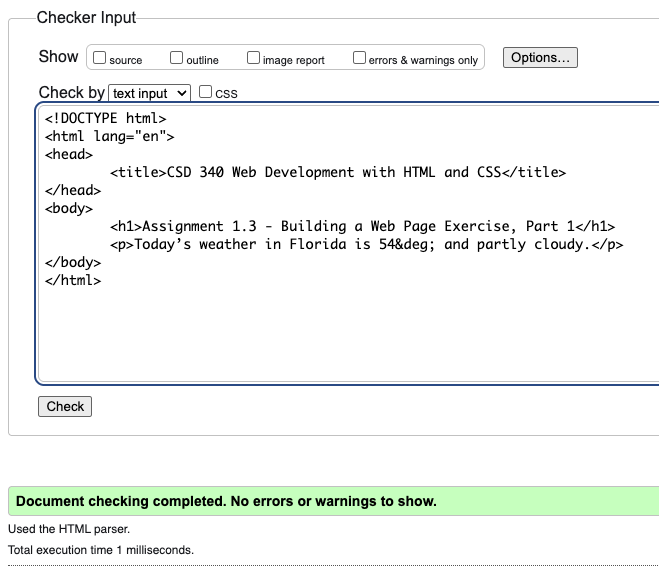 Checker Input
Show source outline image report errors & warnings only Options...
Check by text input CSS
<!DOCTYPE html>
<html lang="en">
<head>
<title>CSD 340 Web Development with HTML and CSS</title>
</head>
<body>
<h1>Assignment 1.3 - Building a Web Page Exercise, Part 1</h1>
<p>Today’s weather in Florida is 54&deg; and partly cloudy.</p>
</body>
</html>
Check
Document checking completed. No errors or warnings to show.
Used the HTML parser.
Total execution time 1 milliseconds.